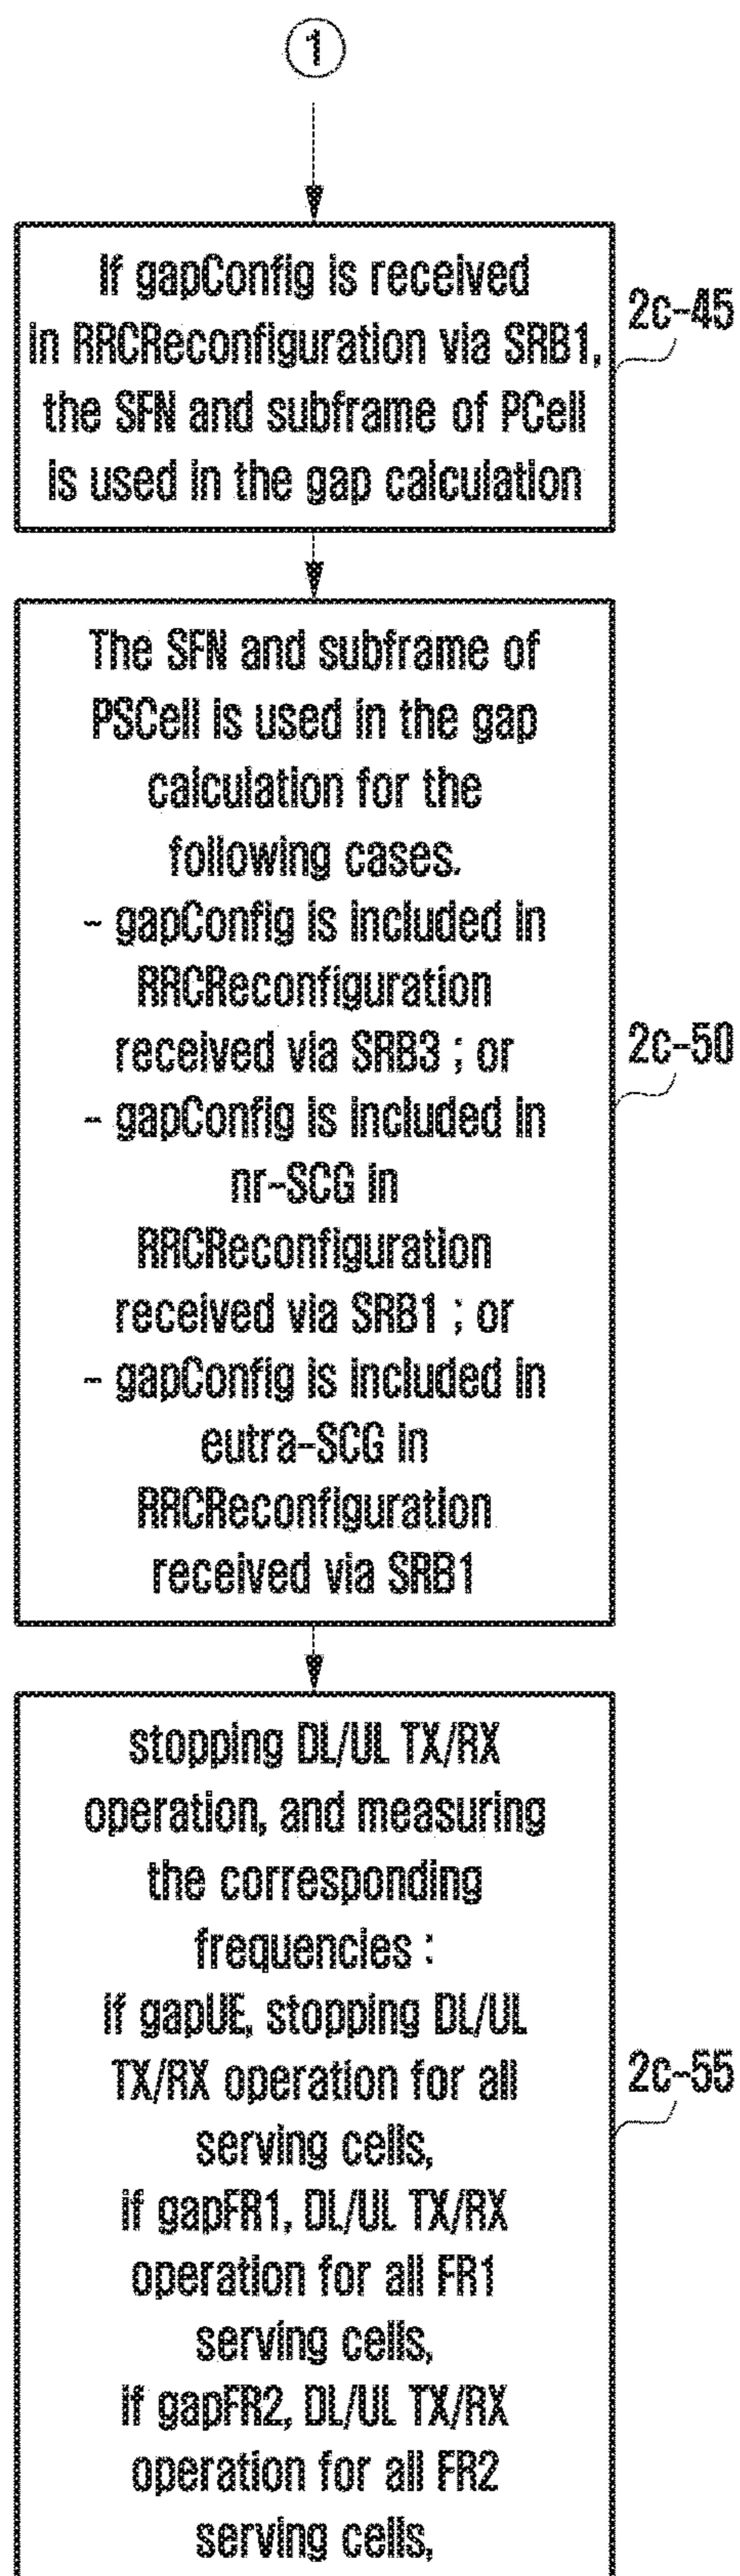 1
If gapConfig is received
in RRCReconfiguration via SRB1,
the SFN and subframe of PCell
is used in the gap calculation
2c-45
The SFN and subframe of
PSCell is used in the gap
calculation for the
following cases.
- gapConfig is included in
RRCReconfiguration
received via SRB3 ; or
- gapConfig is included in
nr-SCG in
RRCReconfiguration
received via SRB1 ; or
- gapConfig is included in
eutra-SCG in
RRCReconfiguration
received via SRB1
2c-50
stopping DL/UL TX/RX
operation, and measuring
the corresponding
frequencies :
if gapUE, stopping DL/UL
TX/RX operation for all
serving cells,
if gapFR1, DL/UL TX/RX
operation for all FR1
serving cells,
if gapFR2, DL/UL TX/RX
operation for all FR2
serving cells,
2c-55